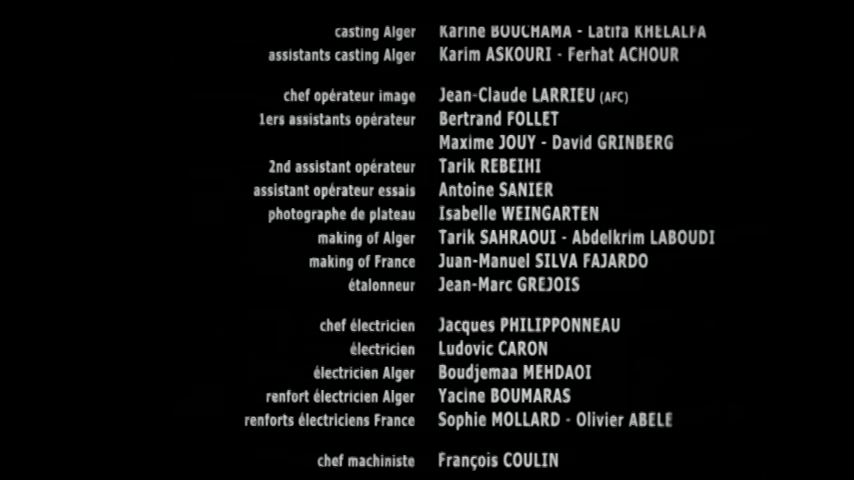 casting Alger Karine BOUCHAMA - Latifa KHELALFA
assistants casting Alger Karim ASKOURI - Ferhat ACHOUR
chef opérateur image Jean-Claude LARRIEU (AFC)
1ers assistants opérateur Bertrand FOLLET
Maxime JOUY - David GRINBERG
2nd assistant opérateur Tarik REBEIHI
assistant opérateur essais Antoine SANIER
photographe de plateau Isabelle WEINGARTEN
making of Alger Tarik SAHRAOUI - Abdelkrim LABOUDI
making of France Juan-Manuel SILVA FAJARDO
étalonneur Jean-Marc GREJOIS
chef électricien Jacques PHILIPPONNEAU
électricien Ludovic CARON
électricien Alger Boudjemaa MEHDAOI
renfort électricien Alger Yacine BOUMARAS
renforts électriciens France Sophie MOLLARD - Olivier ABELE
chef machiniste François COULIN